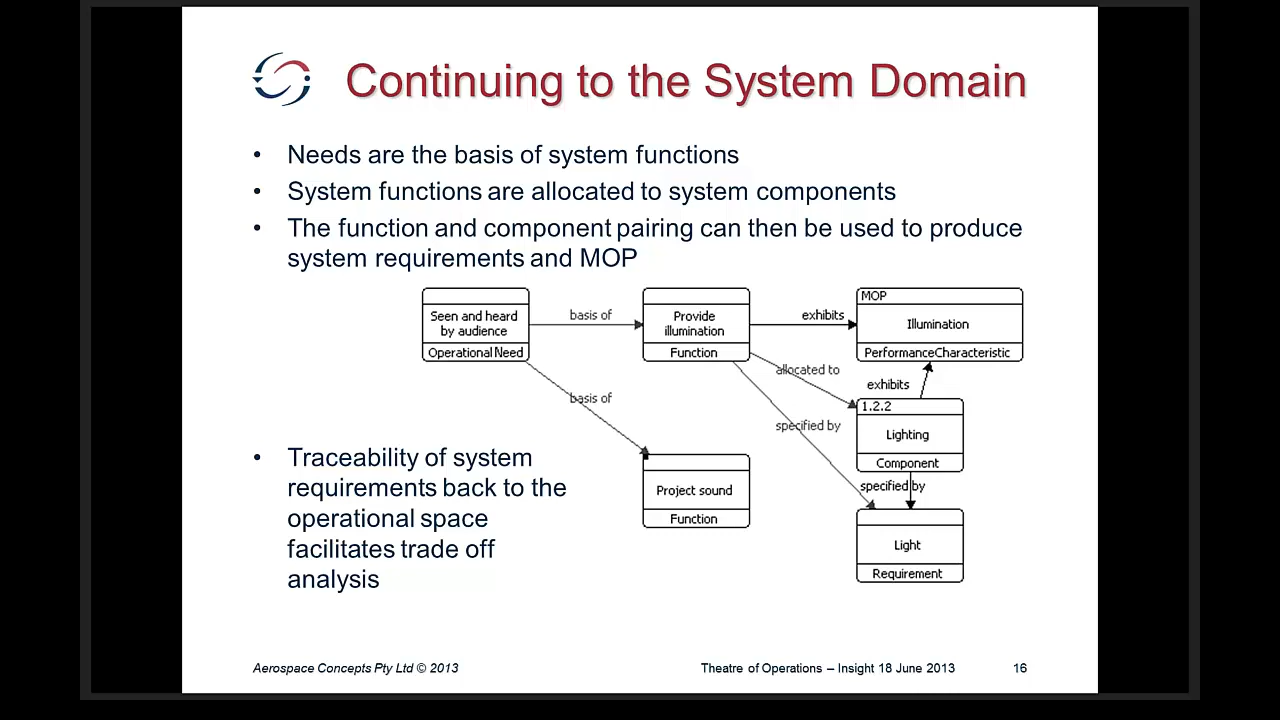 Continuing to the System Domain
• Needs are the basis of system functions
• System functions are allocated to system components
• The function and component pairing can then be used to produce
system requirements and MOP
Seen and heard
by audience
Operational Need
basis of
Provide
illumination
Function
exhibits
MOP
Illumination
PerformanceCharacteristic
allocated to
exhibits
basis of
specified by
1.2.2
Lighting
Component
specified by
Project sound
Function
Light
Requirement
• Traceability of system
requirements back to the
operational space
facilitates trade off
analysis
Aerospace Concepts Pty Ltd © 2013
Theatre of Operations – Insight 18 June 2013
16